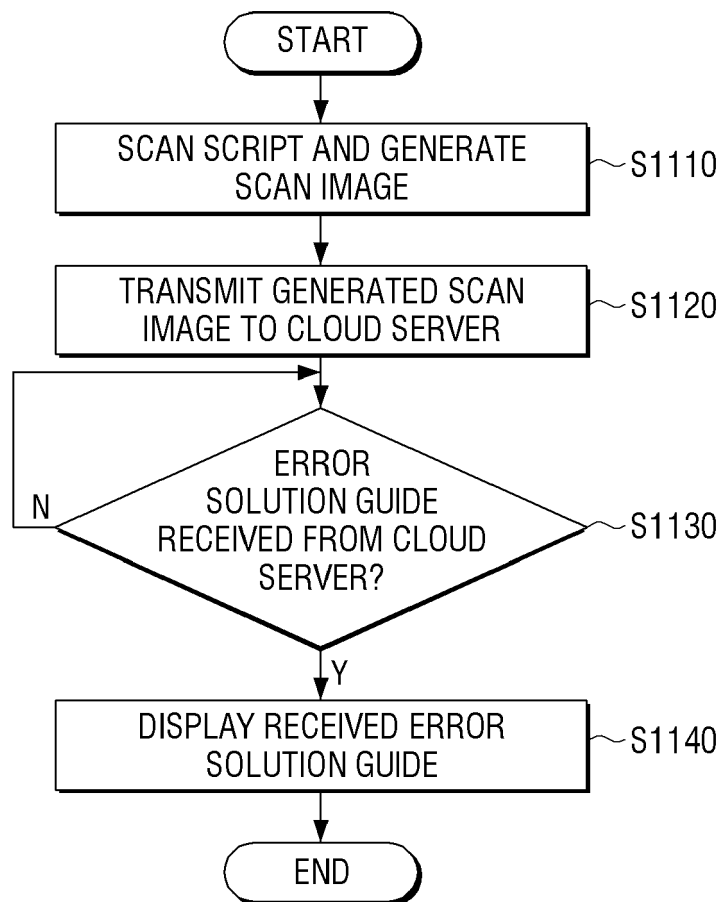 START
SCAN SCRIPT AND GENERATE
SCAN IMAGE
S1110
TRANSMIT GENERATED SCAN
IMAGE TO CLOUD SERVER
S1120
ERROR
SOLUTION GUIDE
RECEIVED FROM CLOUD
SERVER?
N
S1130
Y
DISPLAY RECEIVED ERROR
SOLUTION GUIDE
S1140
END